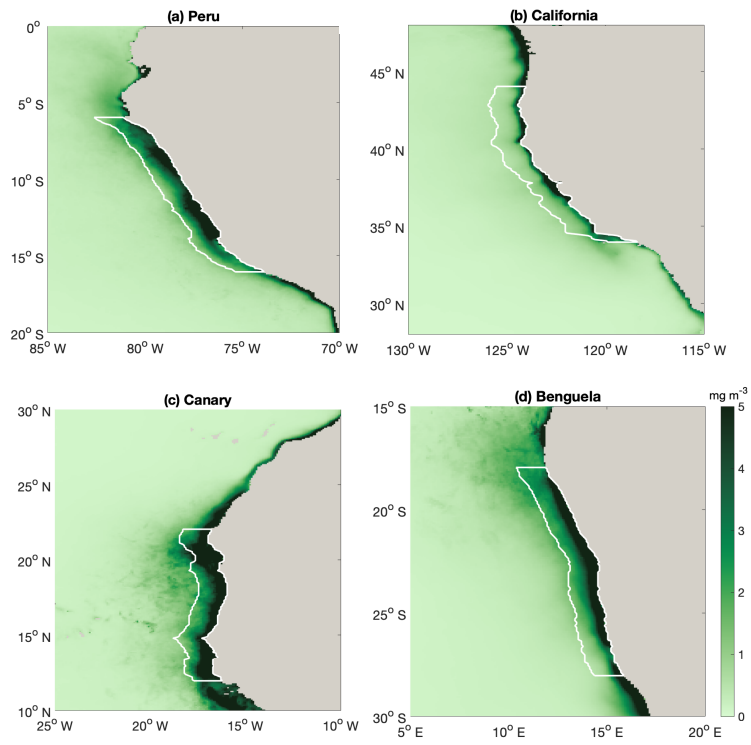 (a) Peru
0° 
5° S
10° S
15° S
20° S
85° W 80° W 75° W 70° W
(b) California
45° N
40° N
35° N
30° N
130° W 125° W 120° W 115° W
(c) Canary
30° N
25° N
20° N
15° N
10° N
25° W 20° W 15° W 10° W
(d) Benguela
15° S
20° S
25° S
30° S
5° E 10° E 15° E 20° E
mg m⁻³
5
4
3
2
1
0